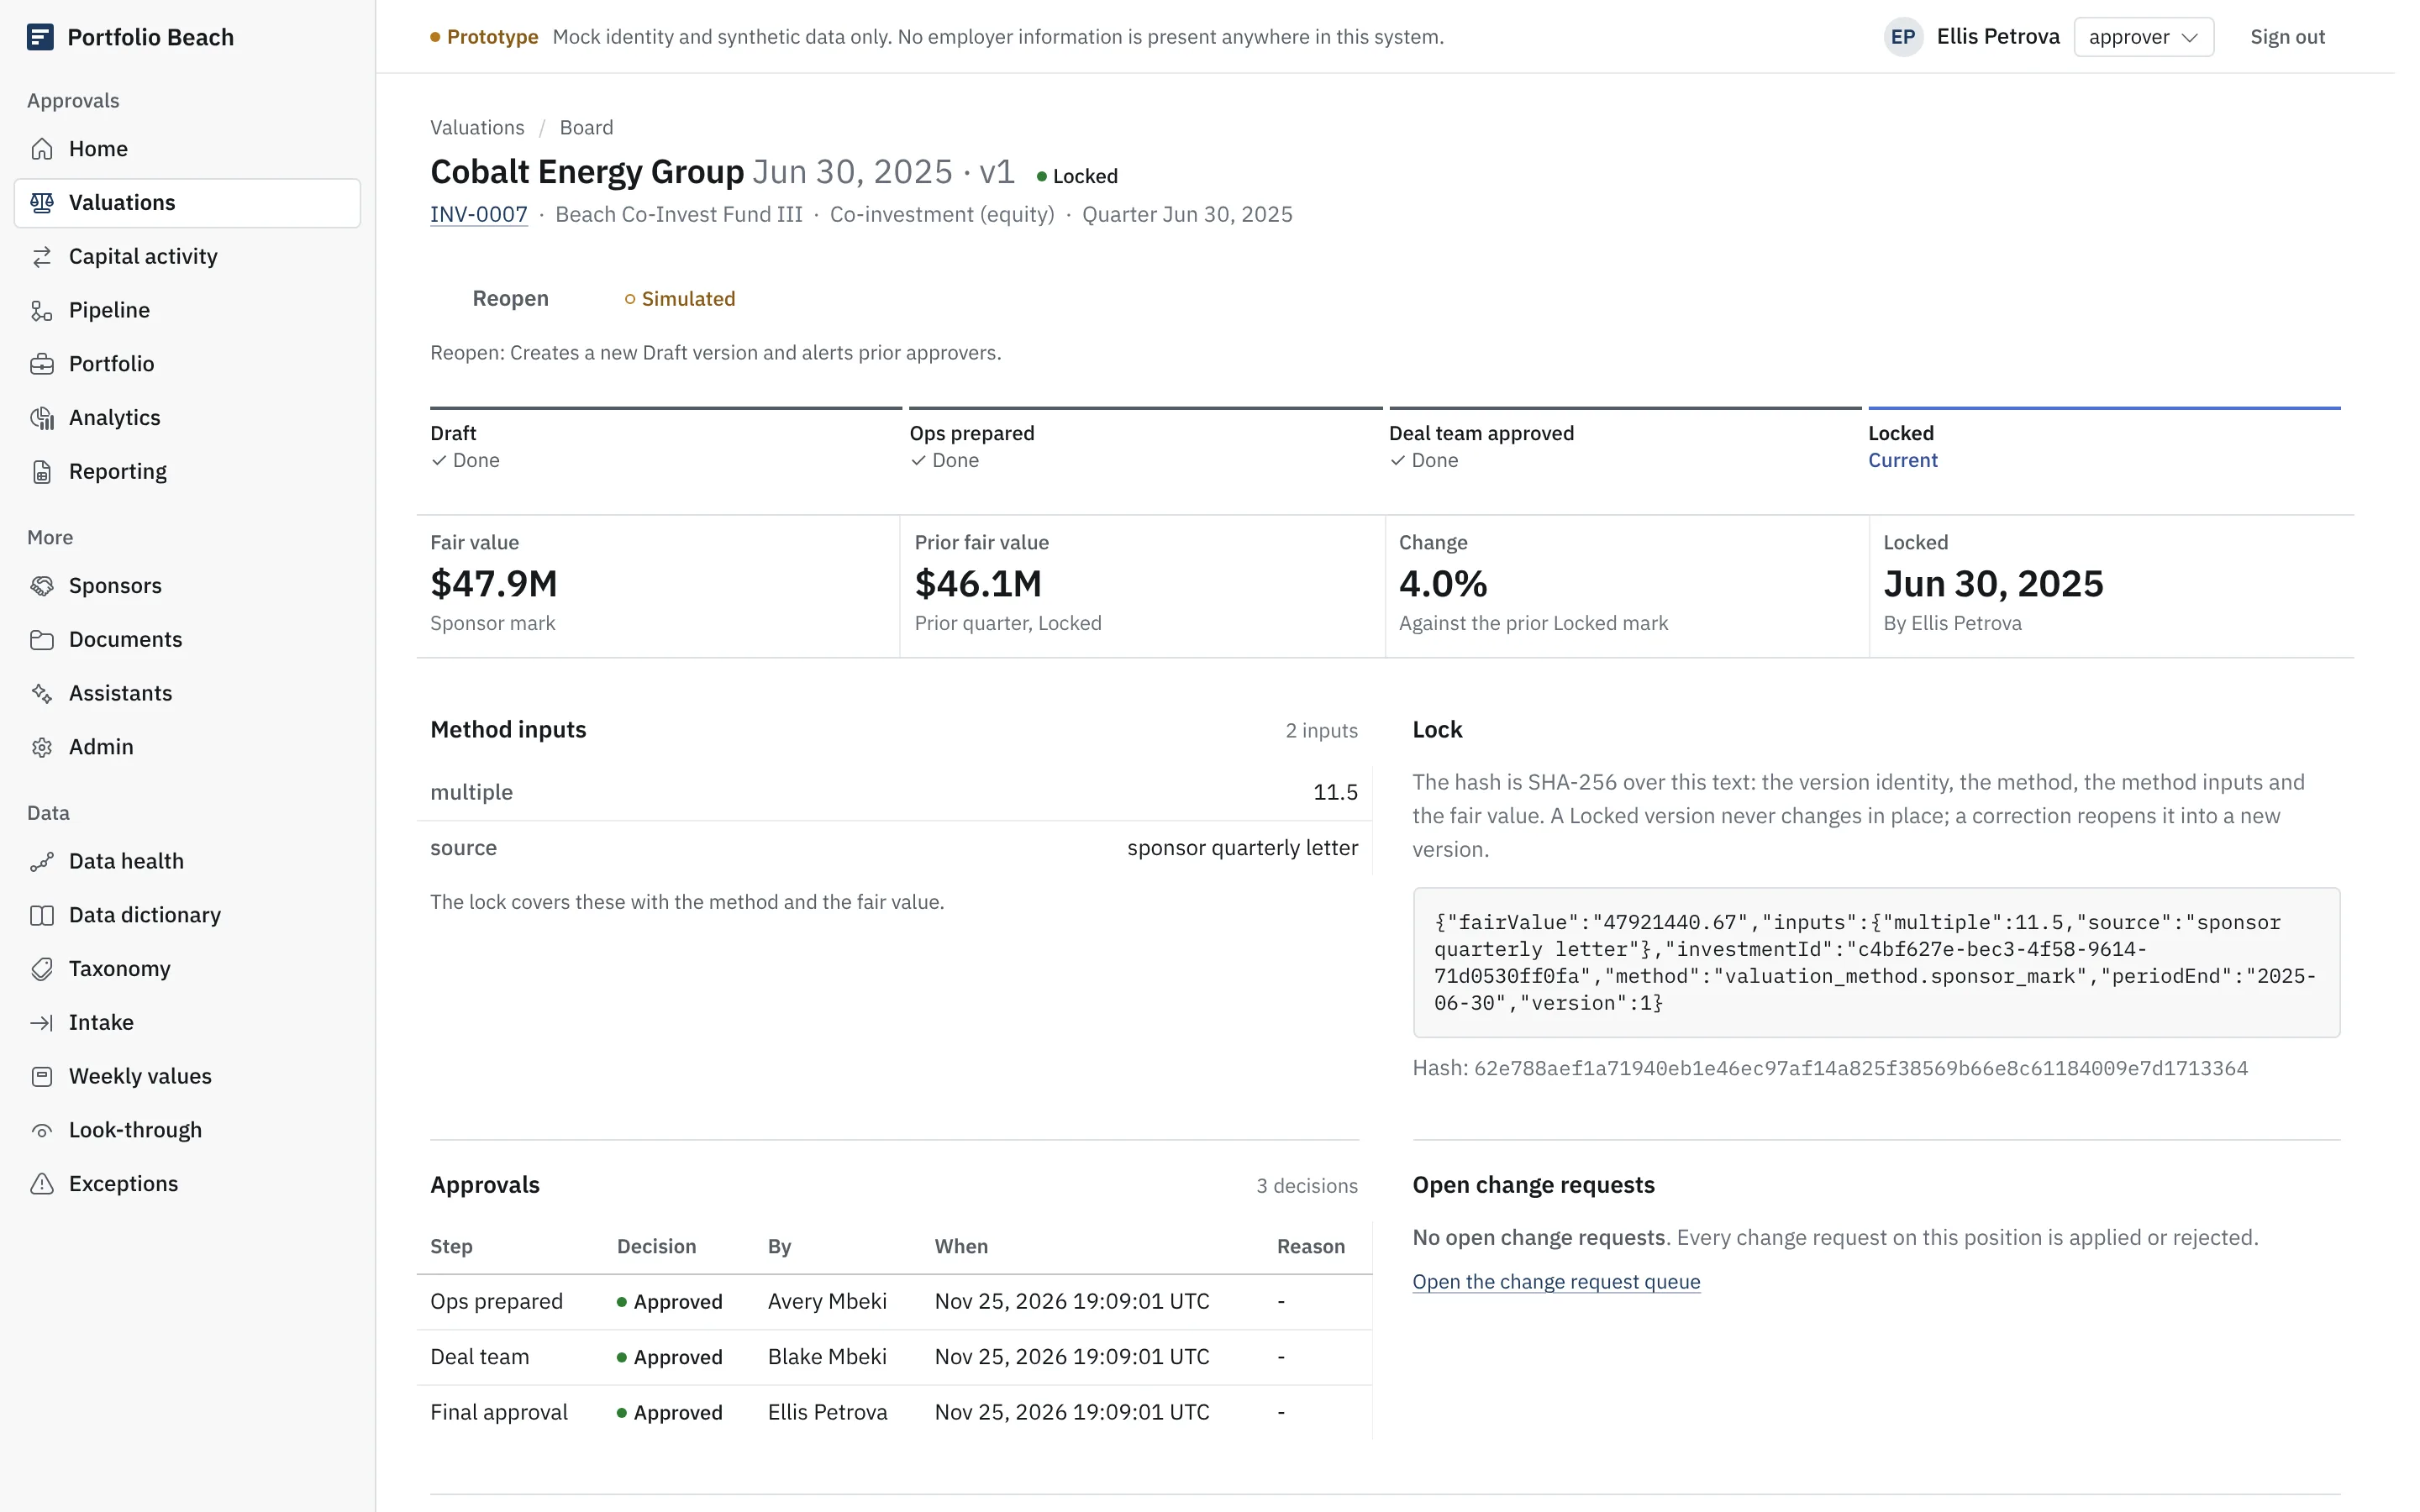 Portfolio Beach
Approvals
Home
Valuations
Capital activity
Pipeline
Portfolio
Analytics
Reporting
More
Sponsors
Documents
Assistants
Admin
Data
Data health
Data dictionary
Taxonomy
Intake
Weekly values
Look-through
Exceptions
Prototype Mock identity and synthetic data only. No employer information is present anywhere in this system.
EP Ellis Petrova approver Sign out
Valuations / Board
Cobalt Energy Group Jun 30, 2025 · v1 Locked
INV-0007 · Beach Co-Invest Fund III · Co-investment (equity) · Quarter Jun 30, 2025
Reopen Simulated
Reopen: Creates a new Draft version and alerts prior approvers.
Draft
Done
Ops prepared
Done
Deal team approved
Done
Locked
Current
Fair value
$47.9M
Sponsor mark
Prior fair value
$46.1M
Prior quarter, Locked
Change
4.0%
Against the prior Locked mark
Locked
Jun 30, 2025
By Ellis Petrova
Method inputs 2 inputs
multiple 11.5
source sponsor quarterly letter
The lock covers these with the method and the fair value.
Lock
The hash is SHA-256 over this text: the version identity, the method, the method inputs and
the fair value. A Locked version never changes in place; a correction reopens it into a new
version.
{"fairValue":"47921440.67","inputs":{"multiple":11.5,"source":"sponsor
quarterly letter"},"investmentId":"c4bf627e-bec3-4f58-9614-
71d0530ff0fa","method":"valuation_method.sponsor_mark","periodEnd":"2025-
06-30","version":1}
Hash: 62e788aef1a71940eb1e46ec97af14a825f38569b66e8c61184009e7d1713364
Approvals 3 decisions
Step Decision By When Reason
Ops prepared Approved Avery Mbeki Nov 25, 2026 19:09:01 UTC -
Deal team Approved Blake Mbeki Nov 25, 2026 19:09:01 UTC -
Final approval Approved Ellis Petrova Nov 25, 2026 19:09:01 UTC -
Open change requests
No open change requests. Every change request on this position is applied or rejected.
Open the change request queue